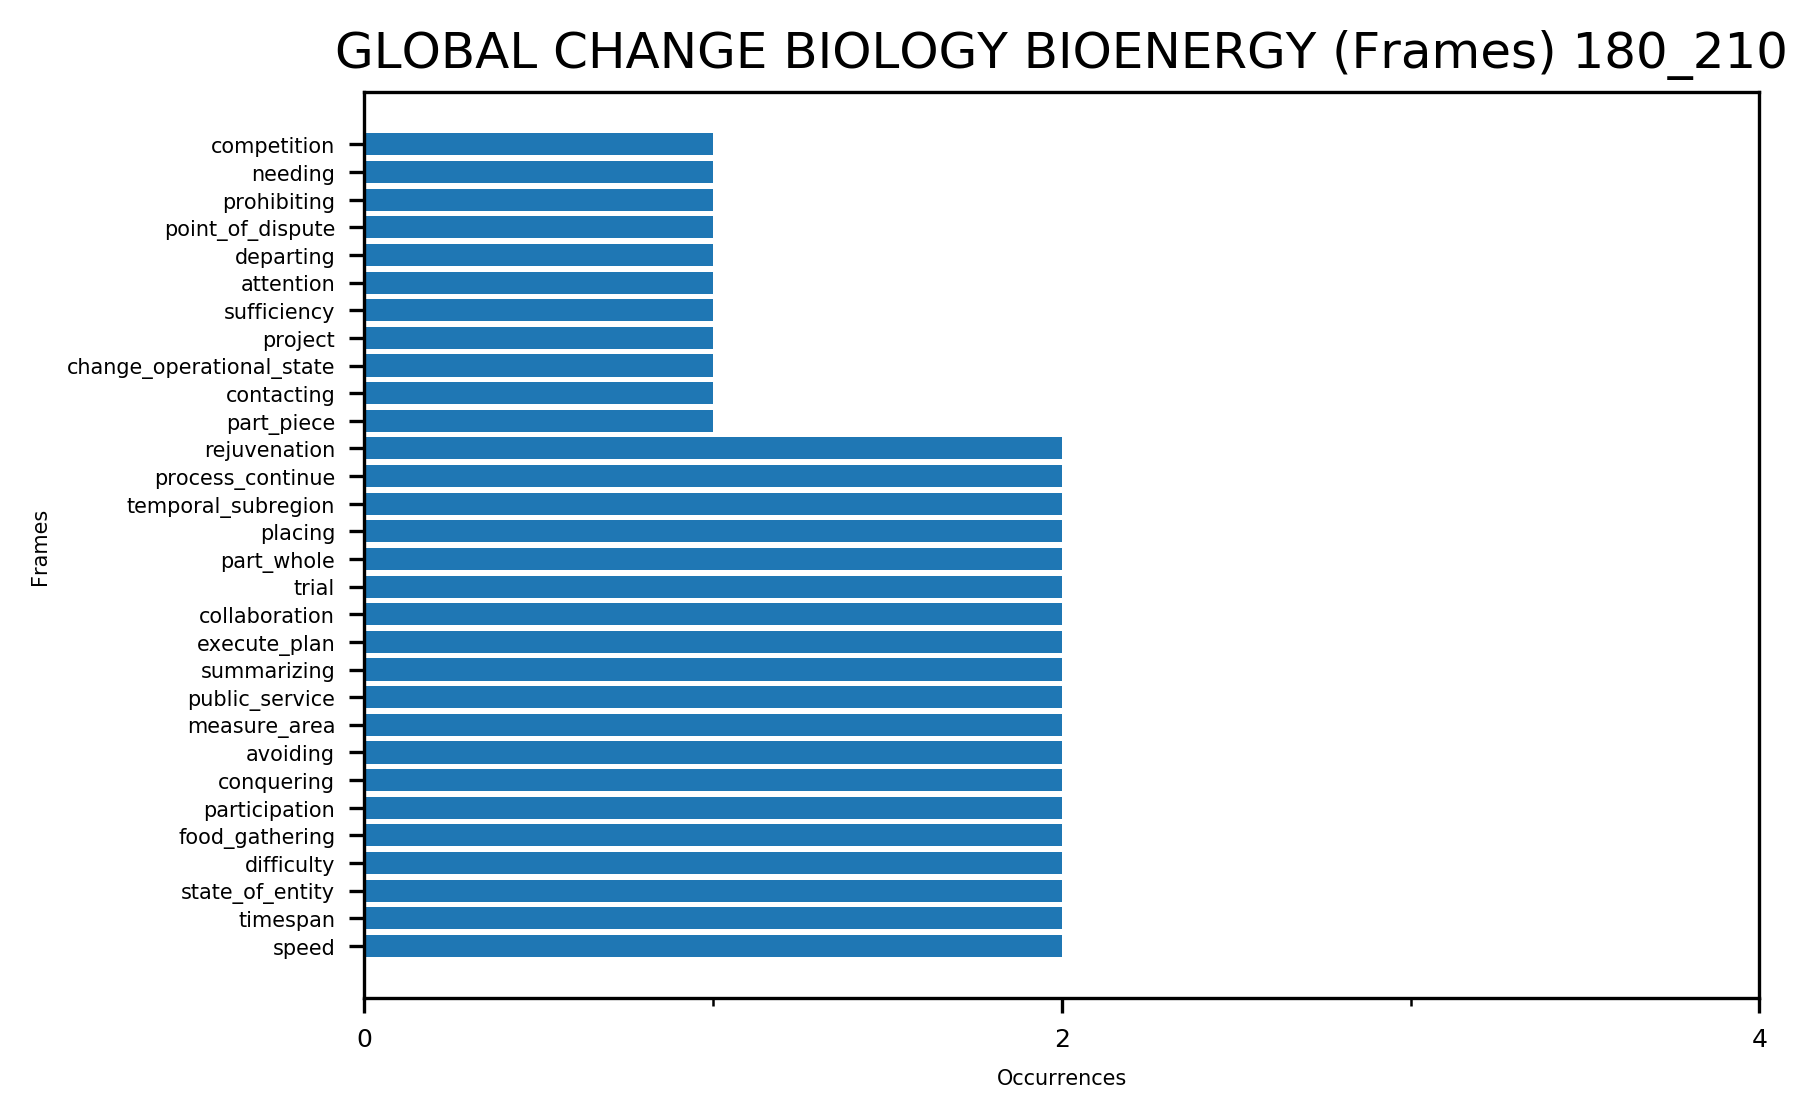 GLOBAL CHANGE BIOLOGY BIOENERGY (Frames) 180_210
competition
needing
prohibiting
point_of_dispute
departing
attention
sufficiency
project
change_operational_state
contacting
part_piece
rejuvenation
process_continue
temporal_subregion
placing
part_whole
trial
collaboration
execute_plan
summarizing
public_service
measure_area
avoiding
conquering
participation
food_gathering
difficulty
state_of_entity
timespan
speed
Frames
0 2 4
Occurrences